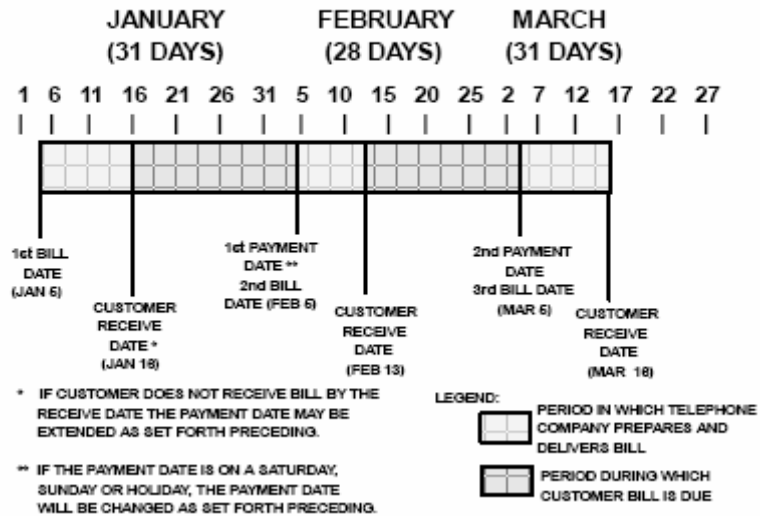 JANUARY FEBRUARY MARCH
(31 DAYS) (28 DAYS) (31 DAYS)
1 6 11 16 21 26 31 5 10 15 20 25 2 7 12 17 22 27
1st BILL
DATE
(JAN 5)
CUSTOMER
RECEIVE
DATE *
(JAN 16)
1st PAYMENT
DATE **
2nd BILL
DATE (FEB 5)
CUSTOMER
RECEIVE
DATE
(FEB 13)
2nd PAYMENT
DATE
3rd BILL DATE
(MAR 5)
CUSTOMER
RECEIVE
DATE
(MAR 16)
* IF CUSTOMER DOES NOT RECEIVE BILL BY THE
RECEIVE DATE THE PAYMENT DATE MAY BE
EXTENDED AS SET FORTH PRECEDING.
** IF THE PAYMENT DATE IS ON A SATURDAY,
SUNDAY OR HOLIDAY, THE PAYMENT DATE
WILL BE CHANGED AS SET FORTH PRECEDING.
LEGEND:
PERIOD IN WHICH TELEPHONE
COMPANY PREPARES AND
DELIVERS BILL
PERIOD DURING WHICH
CUSTOMER BILL IS DUE